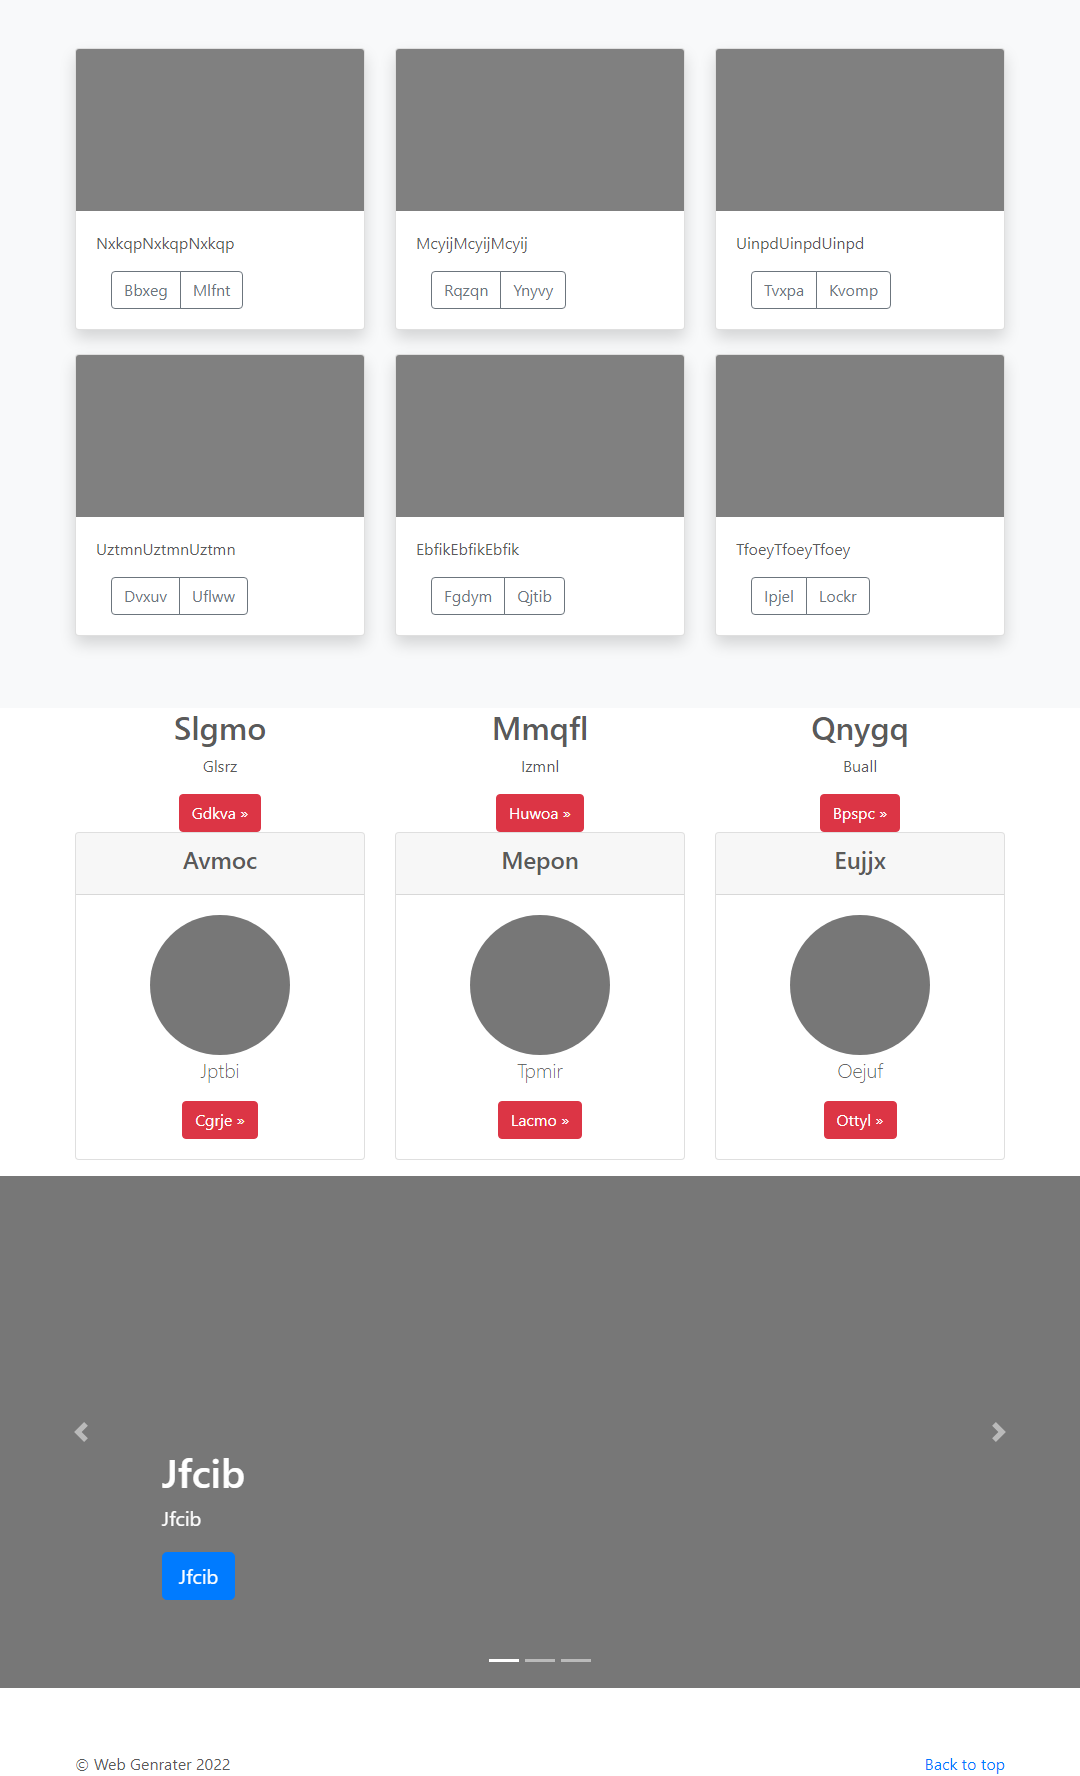 NxkqpNxkqpNxkqp
McyijMcyijMcyij
UinpdUinpdUinpd
Bbxeg Mlfnt
Rqzqn Ynyvy
Tvxpa Kvomp
UztmnUztmnUztmn
EbfikEbfikEbfik
TfoeyTfoeyTfoey
Dvxuv Uflww
Fgdym Qjtib
Ipjel Lockr
Slgmo
Mmqfl
Qnygq
Glsrz
Izmnl
Buall
Gdkva »
Huwoa »
Bpspc »
Avmoc
Mepon
Eujjx
Jptbi
Tpmir
Oejuf
Cgrje »
Lacmo »
Ottyl »
Jfcib
Jfcib
Jfcib
© Web Genrater 2022
Back to top